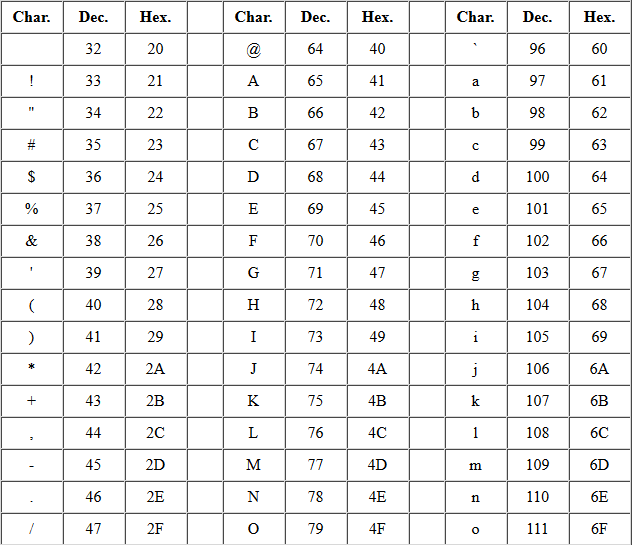 Char. Dec. Hex. Char. Dec. Hex. Char. Dec. Hex.
32 20 @ 64 40 ` 96 60
! 33 21 A 65 41 a 97 61
" 34 22 B 66 42 b 98 62
# 35 23 C 67 43 c 99 63
$ 36 24 D 68 44 d 100 64
% 37 25 E 69 45 e 101 65
& 38 26 F 70 46 f 102 66
' 39 27 G 71 47 g 103 67
( 40 28 H 72 48 h 104 68
) 41 29 I 73 49 i 105 69
* 42 2A J 74 4A j 106 6A
+ 43 2B K 75 4B k 107 6B
, 44 2C L 76 4C l 108 6C
- 45 2D M 77 4D m 109 6D
. 46 2E N 78 4E n 110 6E
/ 47 2F O 79 4F o 111 6F